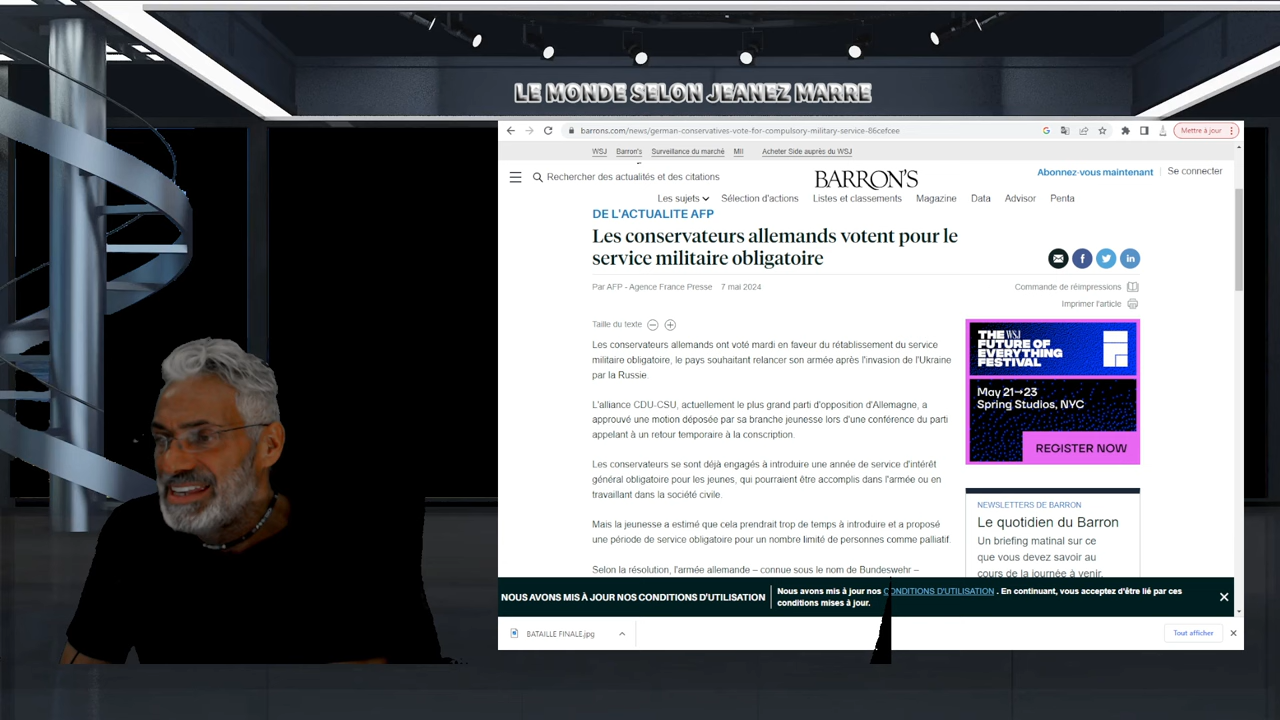 LE MONDE SELON JEANEZ MARRE
barrons.com/news/german-conservatives-vote-for-compulsory-military-service-86cefcee
Mettre à jour
WSJ Barron's Surveillance du marché MII Acheter Side auprès du WSJ
Rechercher des actualités et des citations
BARRON'S
Abonnez-vous maintenant Se connecter
Les sujets Sélection d'actions Listes et classements Magazine Data Advisor Penta
DE L'ACTUALITE AFP
Les conservateurs allemands votent pour le
service militaire obligatoire
Par AFP - Agence France Presse 7 mai 2024
Commande de réimpressions
Imprimer l'article
Taille du texte
Les conservateurs allemands ont voté mardi en faveur du rétablissement du service
militaire obligatoire, le pays souhaitant relancer son armée après l'invasion de l'Ukraine
par la Russie.
L'alliance CDU-CSU, actuellement le plus grand parti d'opposition d'Allemagne, a
approuvé une motion déposée par sa branche jeunesse lors d'une conférence du parti
appelant à un retour temporaire à la conscription.
Les conservateurs se sont déjà engagés à introduire une année de service d'intérêt
général obligatoire pour les jeunes, qui pourraient être accomplis dans l'armée ou en
travaillant dans la société civile.
Mais la jeunesse a estimé que cela prendrait trop de temps à introduire et a proposé
une période de service obligatoire pour un nombre limité de personnes comme palliatif.
Selon la résolution, l'armée allemande – connue sous le nom de Bundeswehr –
THE WSJ
FUTURE OF
EVERYTHING
FESTIVAL
May 21→23
Spring Studios, NYC
REGISTER NOW
NEWSLETTERS DE BARRON
Le quotidien du Barron
Un briefing matinal sur ce
que vous devez savoir au
cours de la journée à venir,
NOUS AVONS MIS À JOUR NOS CONDITIONS D'UTILISATION
Nous avons mis à jour nos CONDITIONS D'UTILISATION . En continuant, vous acceptez d'être lié par ces
conditions mises à jour.
BATAILLE FINALE.jpg
Tout afficher